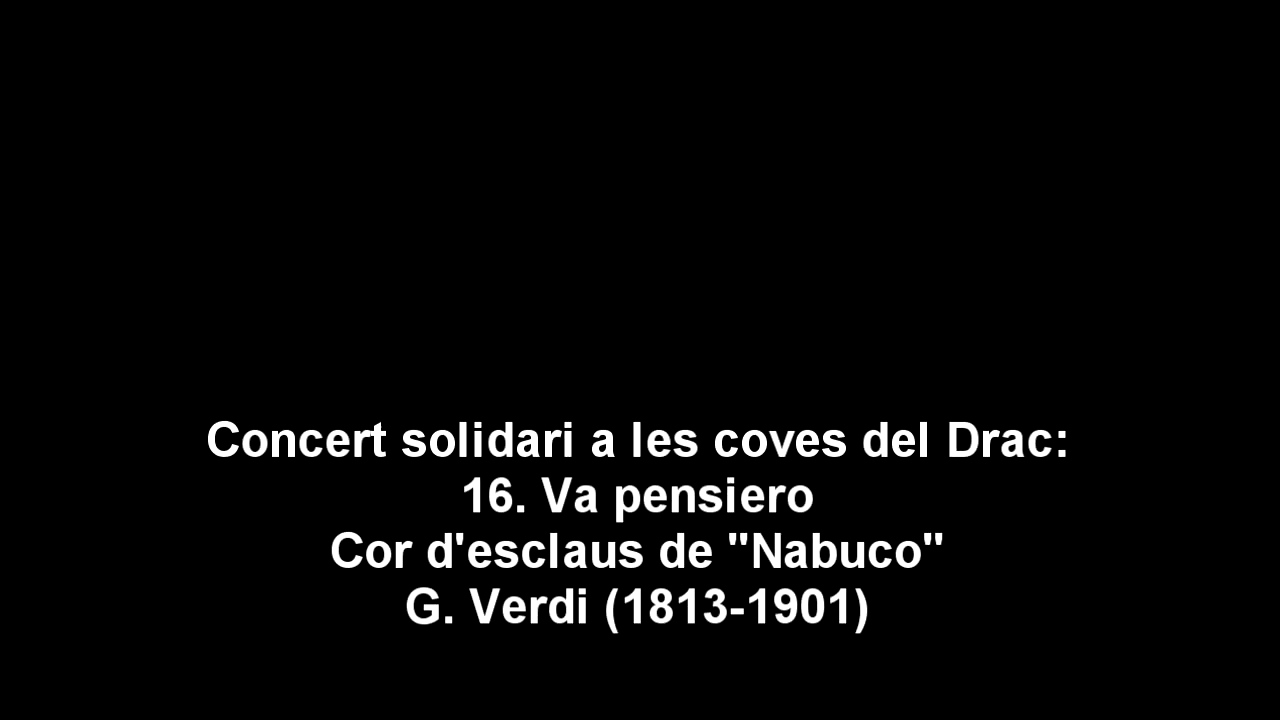 Concert solidari a les coves del Drac:
16. Va pensiero
Cor d'esclaus de "Nabuco"
G. Verdi (1813-1901)